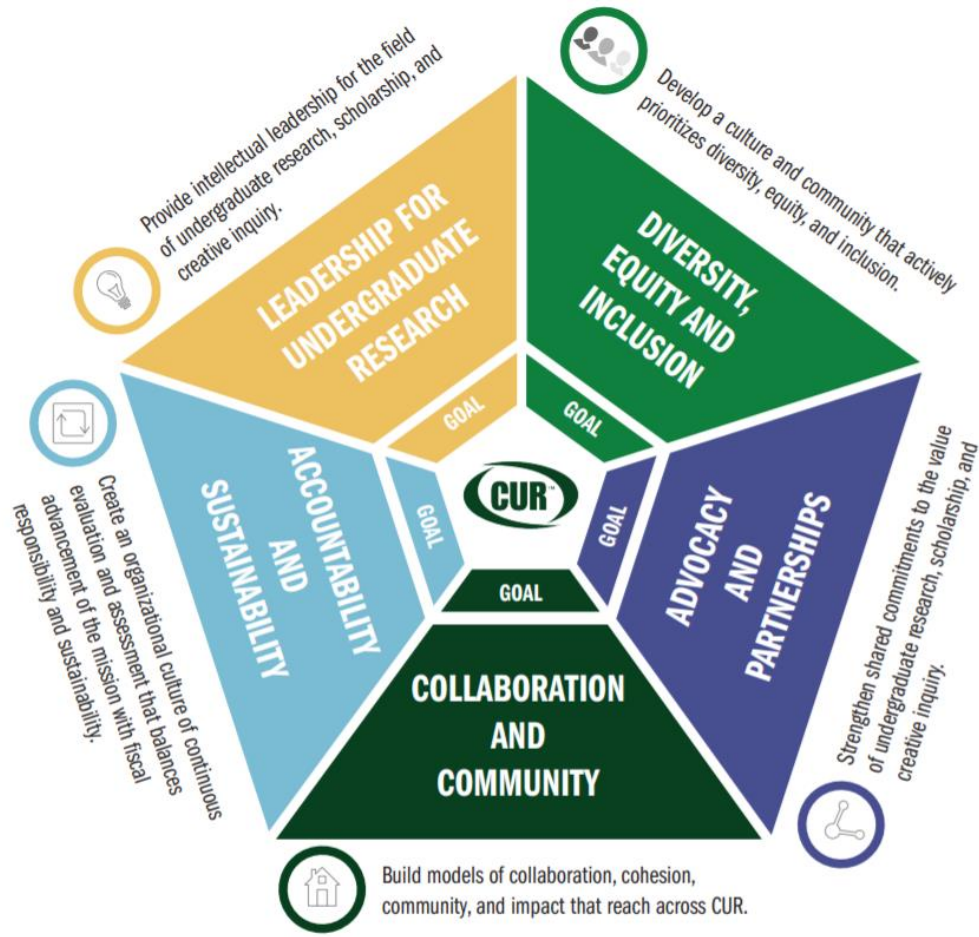 Provide intellectual leadership for the field
of undergraduate research, scholarship, and
creative inquiry.
LEADERSHIP FOR
UNDERGRADUATE
RESEARCH
GOAL
Develop a culture and community that actively
prioritizes diversity, equity, and inclusion.
DIVERSITY,
EQUITY AND
INCLUSION
GOAL
Strengthen shared commitments to the value
of undergraduate research, scholarship, and
creative inquiry.
ADVOCACY
AND
PARTNERSHIPS
GOAL
Build models of collaboration, cohesion,
community, and impact that reach across CUR.
COLLABORATION
AND
COMMUNITY
GOAL
Create an organizational culture of continuous
evaluation and assessment that balances
advancement of the mission with fiscal
responsibility and sustainability.
ACCOUNTABILITY
AND
SUSTAINABILITY
GOAL
CUR™